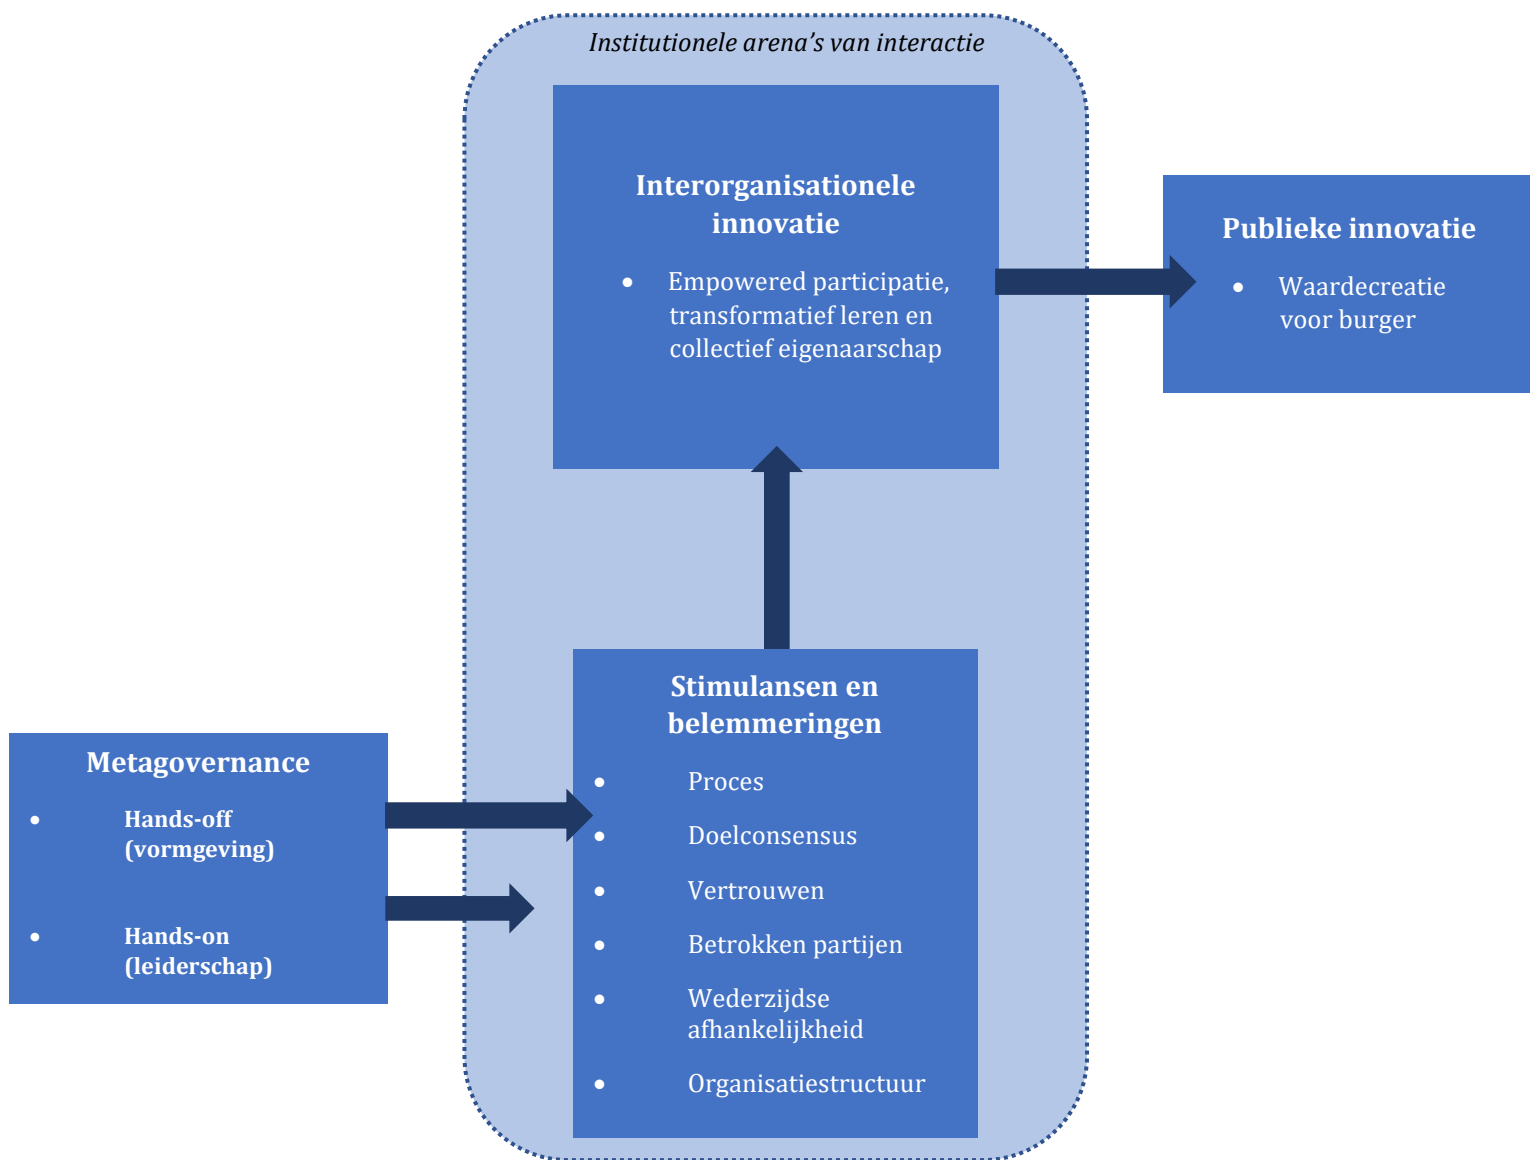 Institutionele arena’s van interactie
Interorganisationele
innovatie
• Empowered participatie,
transformatief leren en
collectief eigenaarschap
Publieke innovatie
• Waardecreatie
voor burger
Stimulansen en
belemmeringen
• Proces
• Doelconsensus
• Vertrouwen
• Betrokken partijen
• Wederzijdse
afhankelijkheid
• Organisatiestructuur
Metagovernance
• Hands-off
(vormgeving)
• Hands-on
(leiderschap)